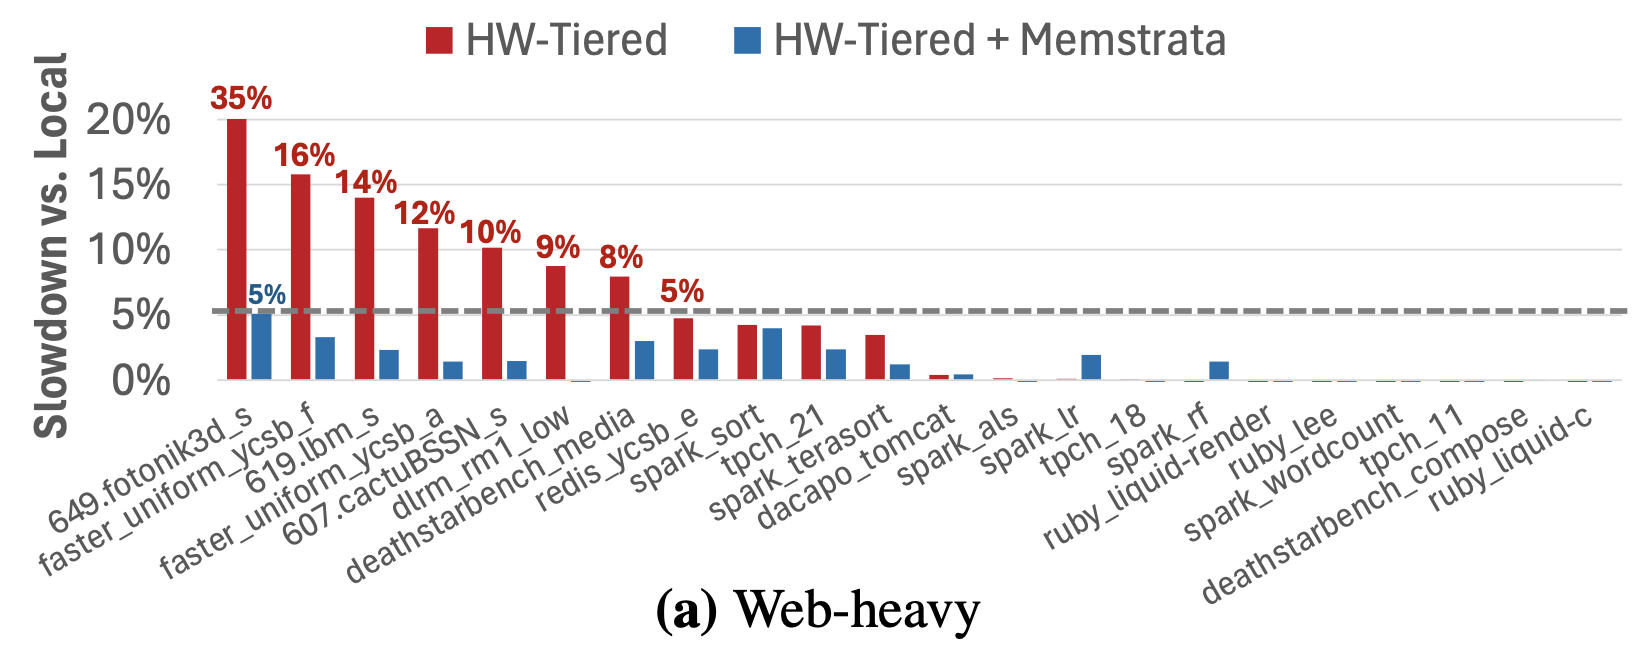 HW-Tiered HW-Tiered + Memstrata
Slowdown vs. Local
20%
15%
10%
5%
0%
35%
16%
14%
12%
10%
9%
8%
5%
5%
649.fotonik3d_s
faster_uniform_ycsb_f
619.lbm_s
faster_uniform_ycsb_a
607.cactuBSSN_s
dlrm_rm1_low
deathstarbench_media
redis_ycsb_e
spark_sort
tpch_21
spark_terasort
dacapo_tomcat
spark_als
spark_lr
tpch_18
spark_rf
ruby_liquid-render
ruby_lee
spark_wordcount
tpch_11
deathstarbench_compose
ruby_liquid-c
(a) Web-heavy